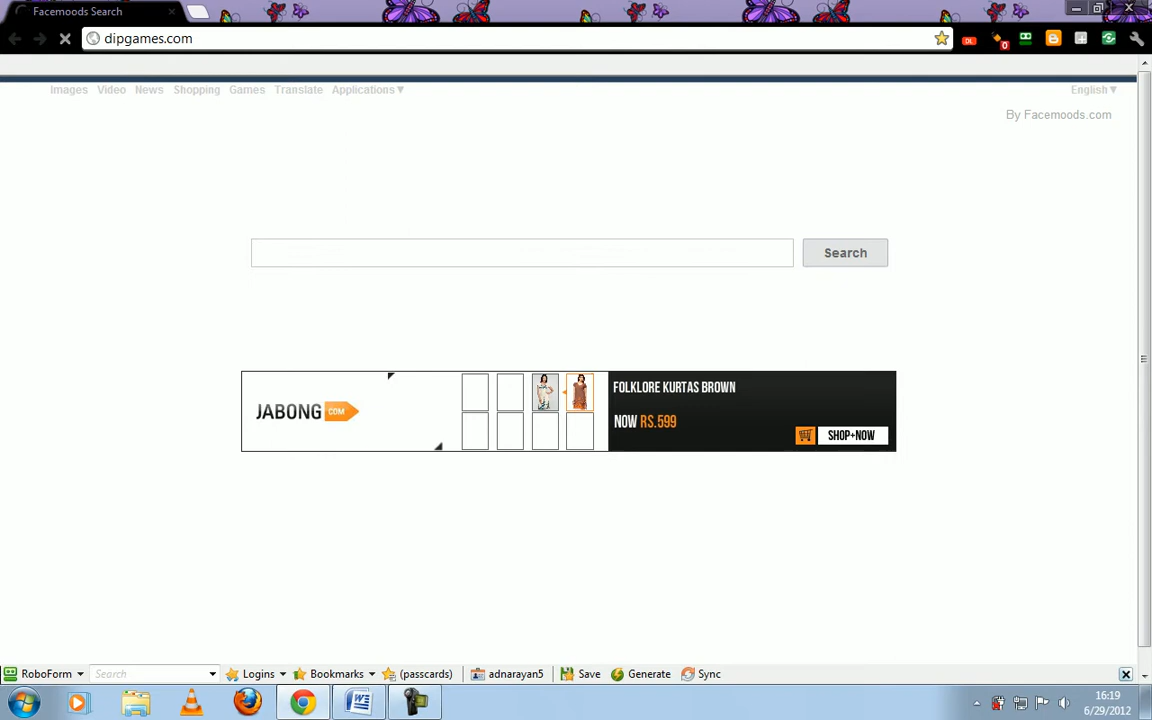 Facemoods Search
dipgames.com
DL
0
Images Video News Shopping Games Translate Applications▼ English▼
By Facemoods.com
Search
JABONG COM
FOLKLORE KURTAS BROWN
NOW RS.599
SHOP+NOW
RoboForm Search Logins Bookmarks (passcards) adnarayan5 Save Generate Sync
16:19
6/29/2012